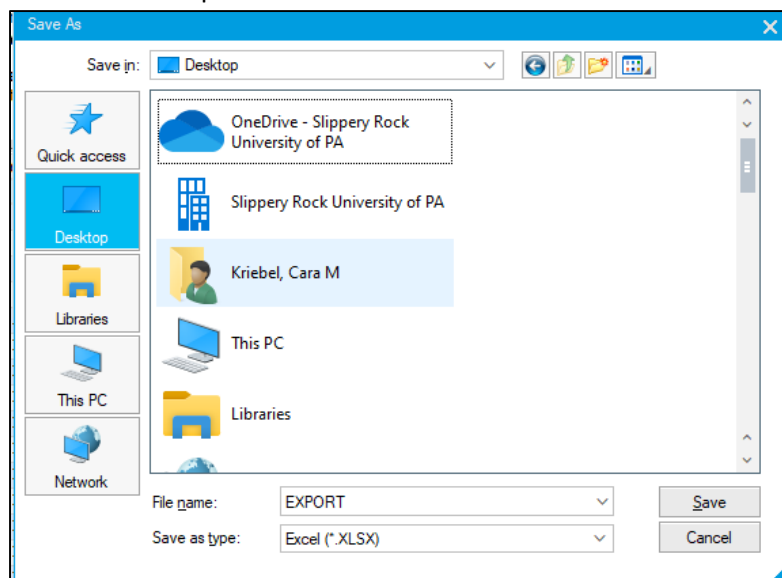 Save As
Save in:
Desktop
Quick access
Desktop
Libraries
This PC
Network
OneDrive - Slippery Rock
University of PA
Slippery Rock University of PA
Kriebel, Cara M
This PC
Libraries
File name:
EXPORT
Save
Save as type:
Excel (*.XLSX)
Cancel